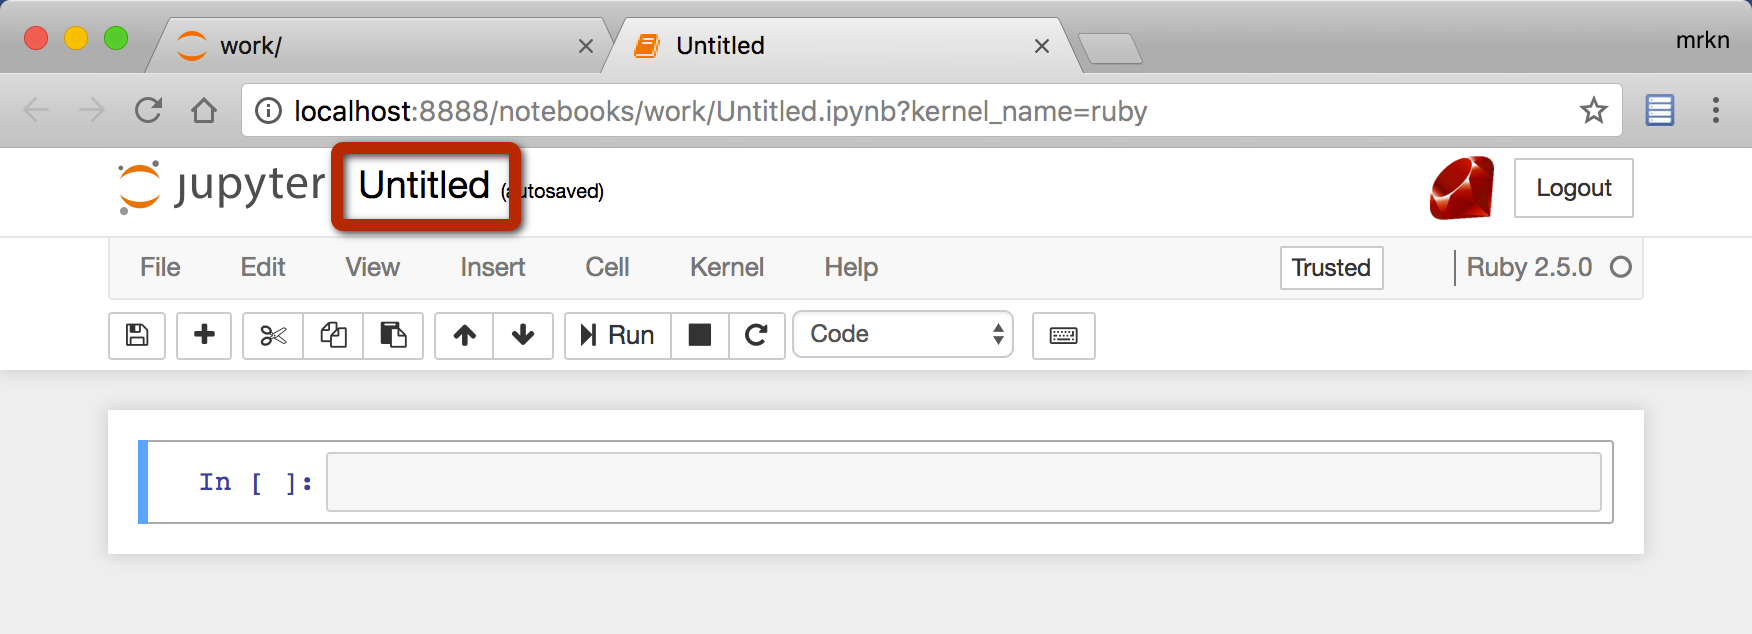 work/
Untitled
mrkn
localhost:8888/notebooks/work/Untitled.ipynb?kernel_name=ruby
jupyter Untitled (autosaved)
Logout
File Edit View Insert Cell Kernel Help Trusted Ruby 2.5.0
Run Code
In [ ]: